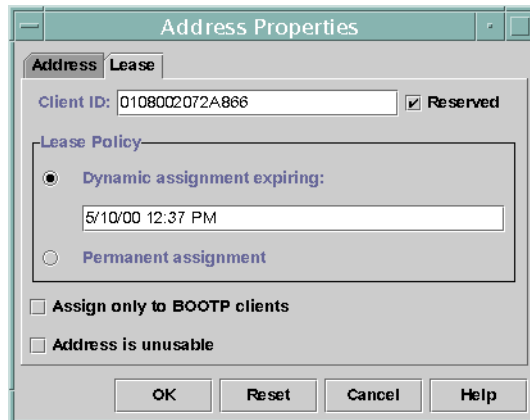 Address Properties
Address Lease
Client ID: 0108002072A866 Reserved
Lease Policy
Dynamic assignment expiring:
5/10/00 12:37 PM
Permanent assignment
Assign only to BOOTP clients
Address is unusable
OK Reset Cancel Help